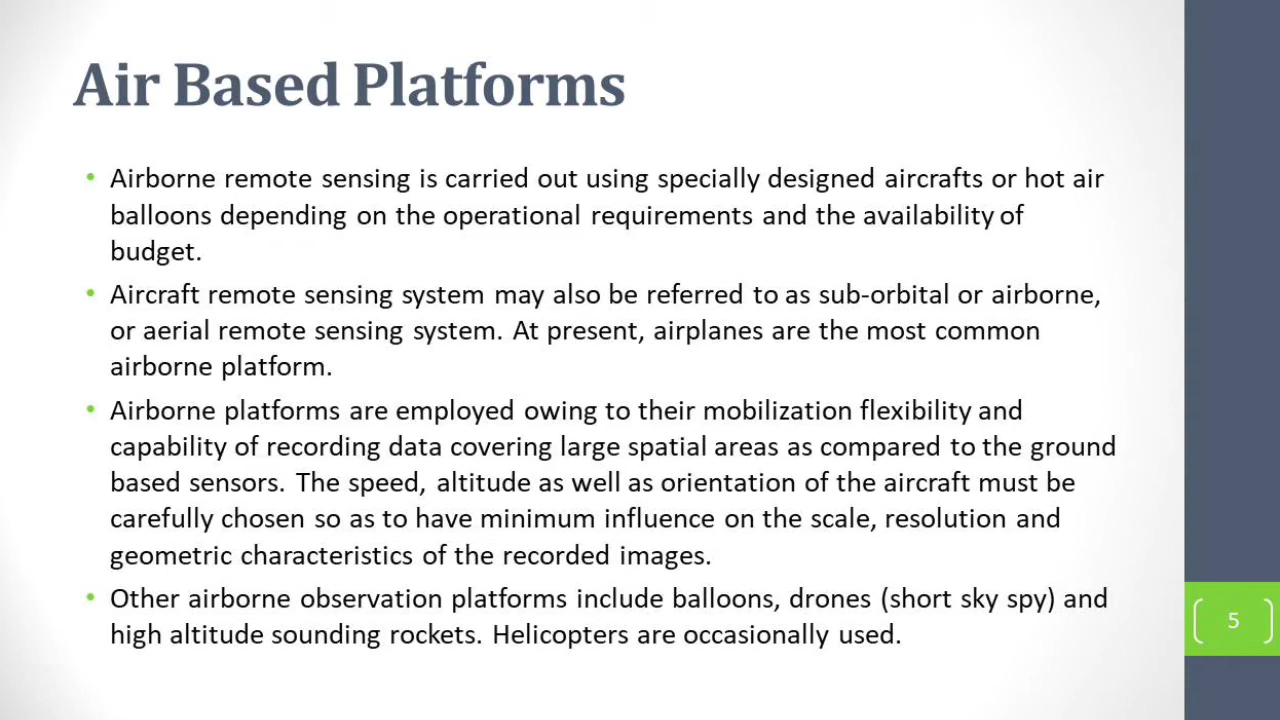 Air Based Platforms
• Airborne remote sensing is carried out using specially designed aircrafts or hot air
balloons depending on the operational requirements and the availability of
budget.
• Aircraft remote sensing system may also be referred to as sub-orbital or airborne,
or aerial remote sensing system. At present, airplanes are the most common
airborne platform.
• Airborne platforms are employed owing to their mobilization flexibility and
capability of recording data covering large spatial areas as compared to the ground
based sensors. The speed, altitude as well as orientation of the aircraft must be
carefully chosen so as to have minimum influence on the scale, resolution and
geometric characteristics of the recorded images.
• Other airborne observation platforms include balloons, drones (short sky spy) and
high altitude sounding rockets. Helicopters are occasionally used.
5